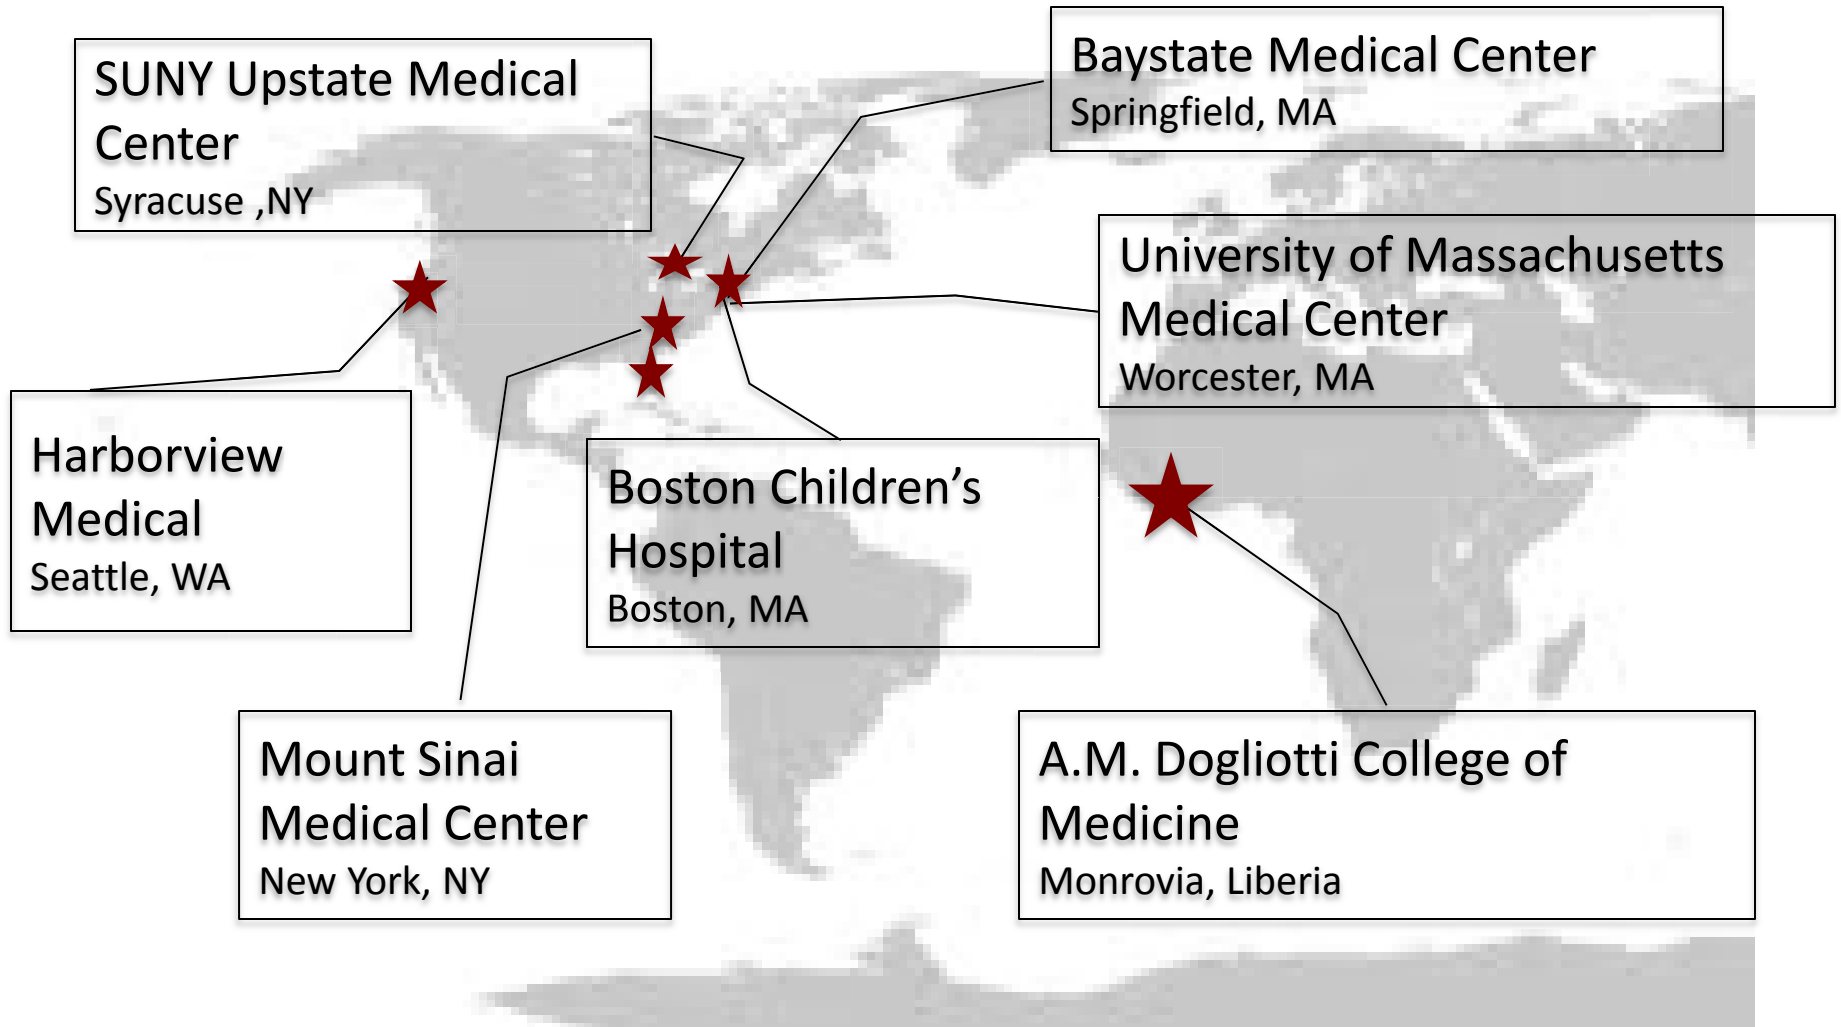 SUNY Upstate Medical
Center
Syracuse ,NY
Baystate Medical Center
Springfield, MA
University of Massachusetts
Medical Center
Worcester, MA
Harborview
Medical
Seattle, WA
Boston Children’s
Hospital
Boston, MA
Mount Sinai
Medical Center
New York, NY
A.M. Dogliotti College of
Medicine
Monrovia, Liberia